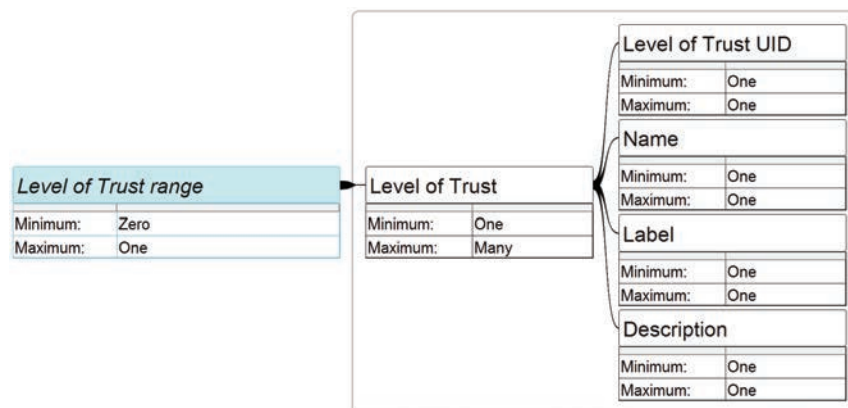 Level of Trust range
Minimum: Zero
Maximum: One
Level of Trust
Minimum: One
Maximum: Many
Level of Trust UID
Minimum: One
Maximum: One
Name
Minimum: One
Maximum: One
Label
Minimum: One
Maximum: One
Description
Minimum: One
Maximum: One